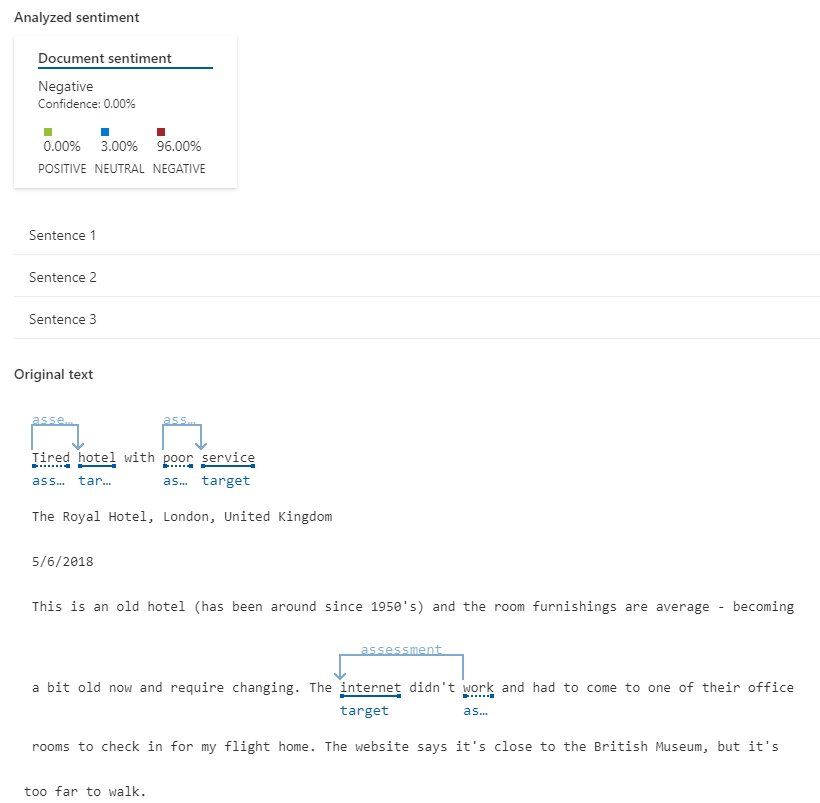 Analyzed sentiment
Document sentiment
Negative
Confidence: 0.00%
0.00% 3.00% 96.00%
POSITIVE NEUTRAL NEGATIVE
Sentence 1
Sentence 2
Sentence 3
Original text
asse… ass…
Tired hotel with poor service
ass… tar… as… target
The Royal Hotel, London, United Kingdom
5/6/2018
This is an old hotel (has been around since 1950's) and the room furnishings are average - becoming
assessment
a bit old now and require changing. The internet didn't work and had to come to one of their office
target as…
rooms to check in for my flight home. The website says it's close to the British Museum, but it's
too far to walk.